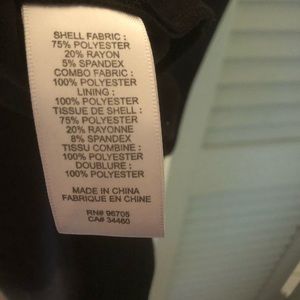 SHELL FABRIC :
75% POLYESTER
20% RAYON
5% SPANDEX
COMBO FABRIC :
100% POLYESTER
LINING :
100% POLYESTER
TISSUE DE SHELL :
75% POLYESTER
20% RAYONNE
8% SPANDEX
TISSU COMBINE :
100% POLYESTER
DOUBLURE :
100% POLYESTER
MADE IN CHINA
FABRIQUE EN CHINE
RN# 96705
CA# 34460